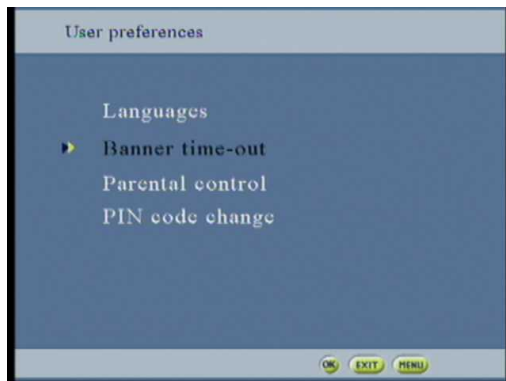 User preferences
Languages
Banner time-out
Parental control
PIN code change
OK EXIT MENU